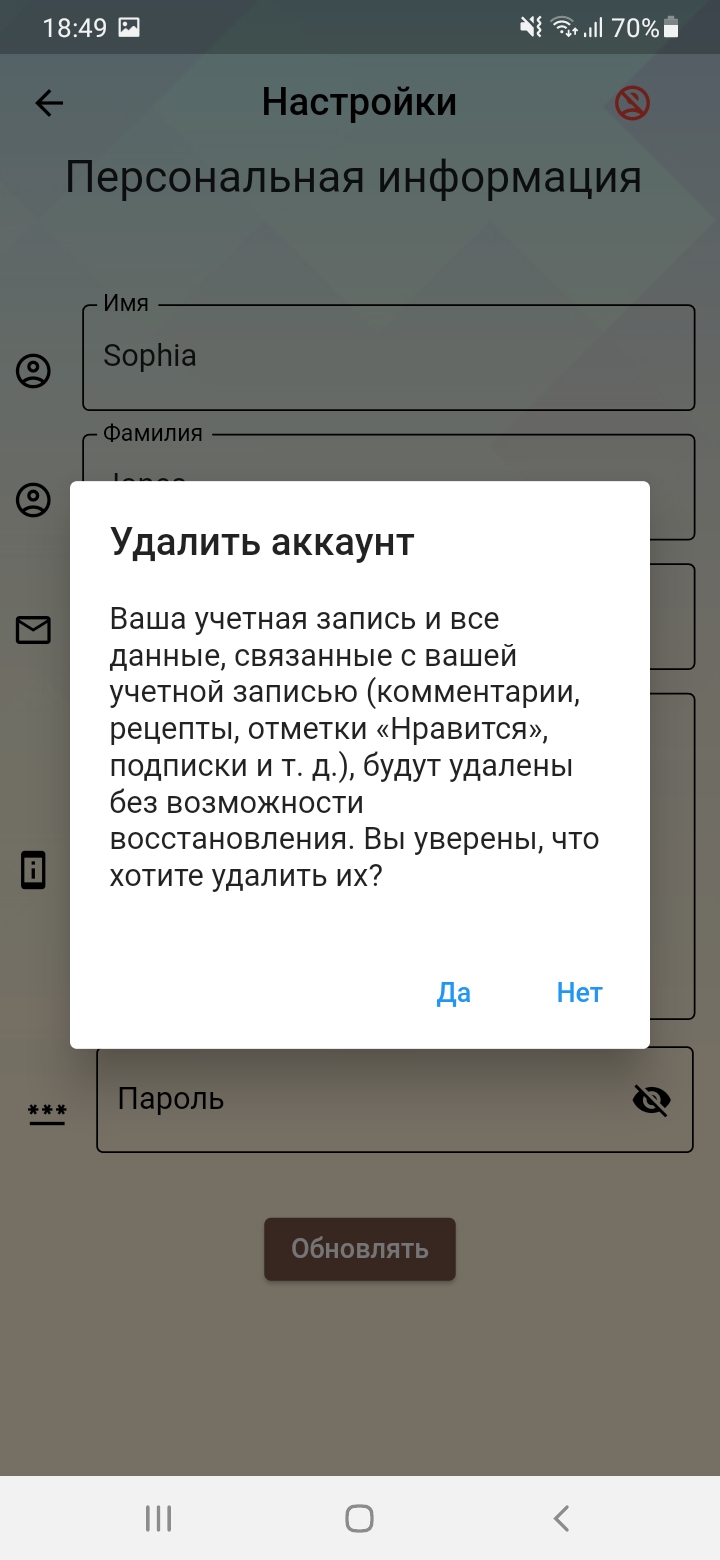 18:49
70%
Настройки
Персональная информация
Имя
Sophia
Фамилия
Удалить аккаунт
Ваша учетная запись и все
данные, связанные с вашей
учетной записью (комментарии,
рецепты, отметки «Нравится»,
подписки и т. д.), будут удалены
без возможности
восстановления. Вы уверены, что
хотите удалить их?
Да
Нет
Пароль
Обновлять